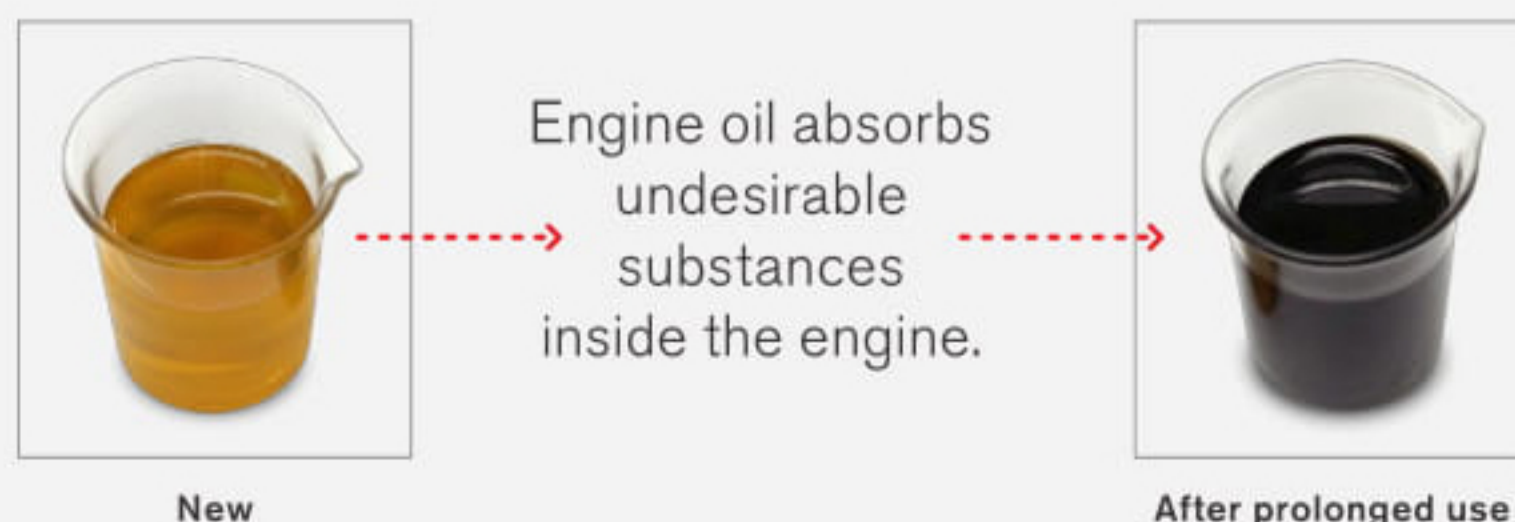 Engine oil absorbs
undesirable
substances
inside the engine.
New
After prolonged use